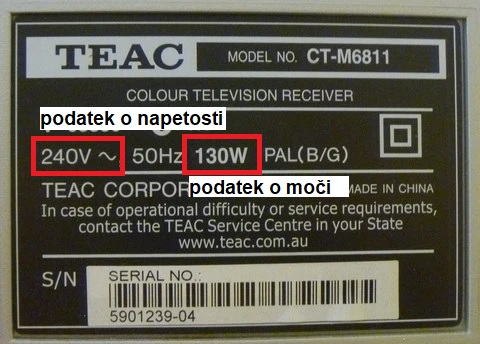 TEAC MODEL NO. CT-M6811
COLOUR TELEVISION RECEIVER
podatek o napetosti
240V ~ 50Hz 130W PAL(B/G)
TEAC CORPOR
podatek o moči
MADE IN CHINA
In case of operational difficulty or service requirements,
contact the TEAC Service Centre in your State
www.teac.com.au
S/N SERIAL NO.:
5901239-04